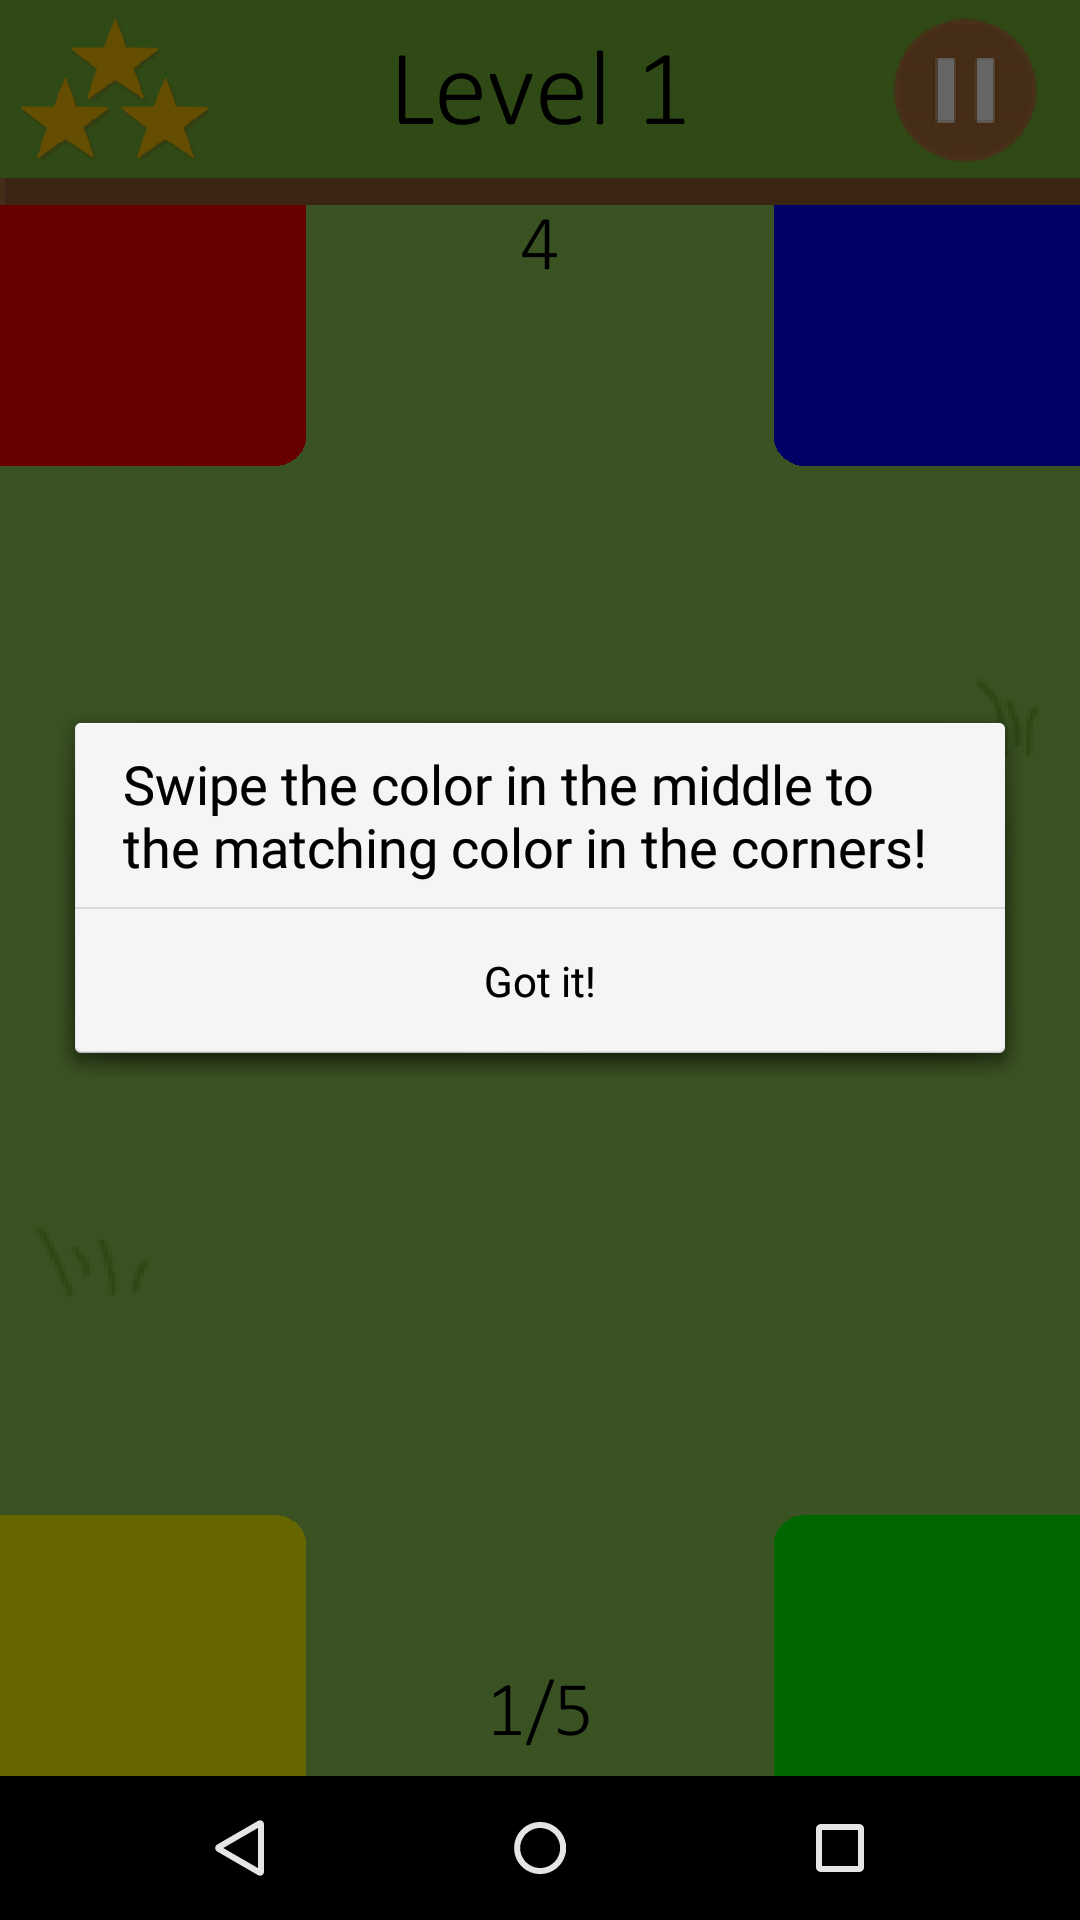 Level 1
4
Swipe the color in the middle to
the matching color in the corners!
Got it!
1/5